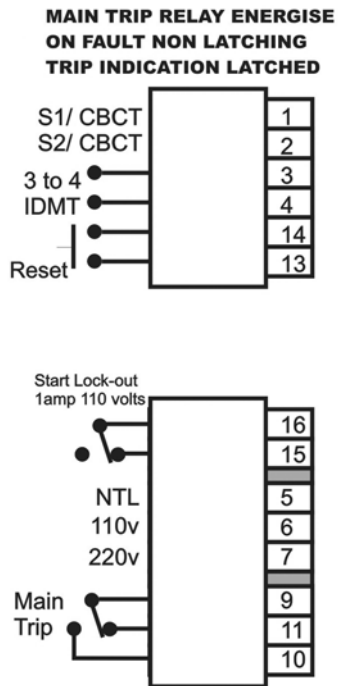 MAIN TRIP RELAY ENERGISE
ON FAULT NON LATCHING
TRIP INDICATION LATCHED
S1/ CBCT 1
S2/ CBCT 2
3 to 4 3
IDMT 4
14
Reset 13
Start Lock-out
1amp 110 volts
16
15
NTL 5
110v 6
220v 7
Main 9
Trip 11
10